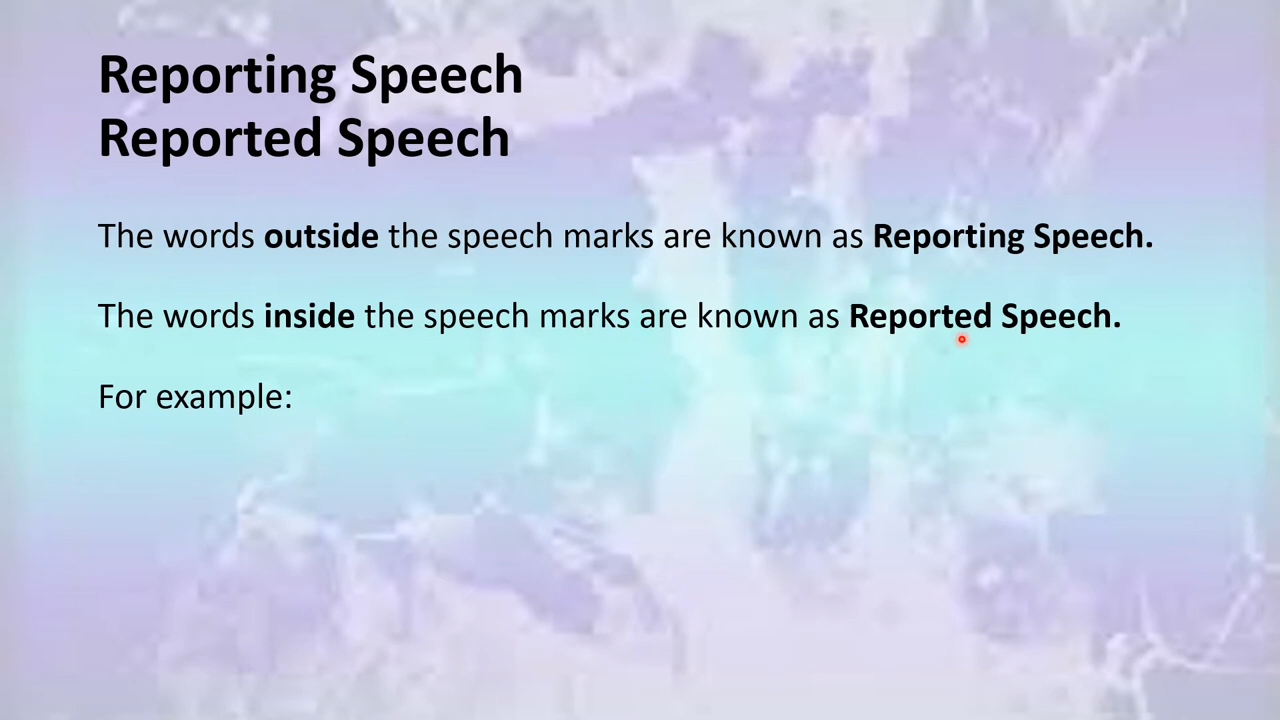 Reporting Speech
Reported Speech
The words outside the speech marks are known as Reporting Speech.
The words inside the speech marks are known as Reported Speech.
For example: